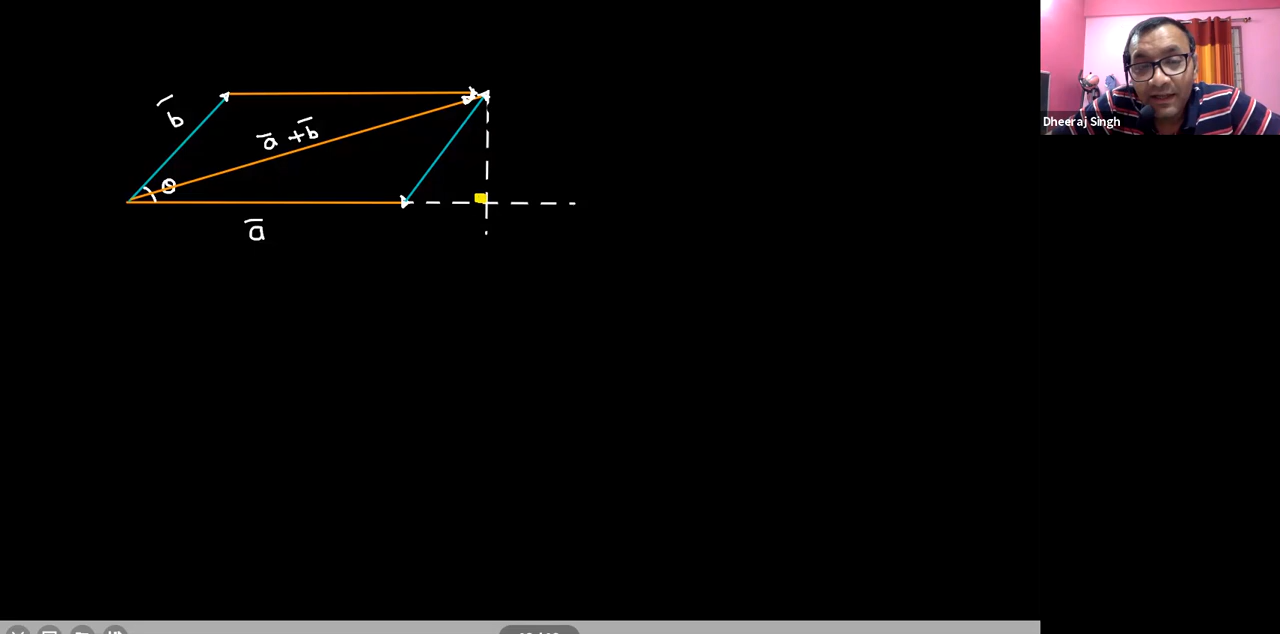 b̅
a̅ + b̅
θ
a̅
Dheeraj Singh